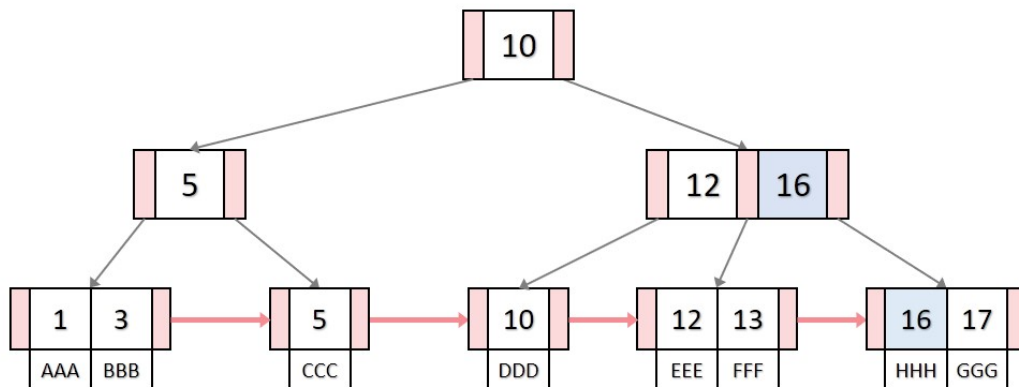 10
5 12 16
1 3 5 10 12 13 16 17
AAA BBB CCC DDD EEE FFF HHH GGG